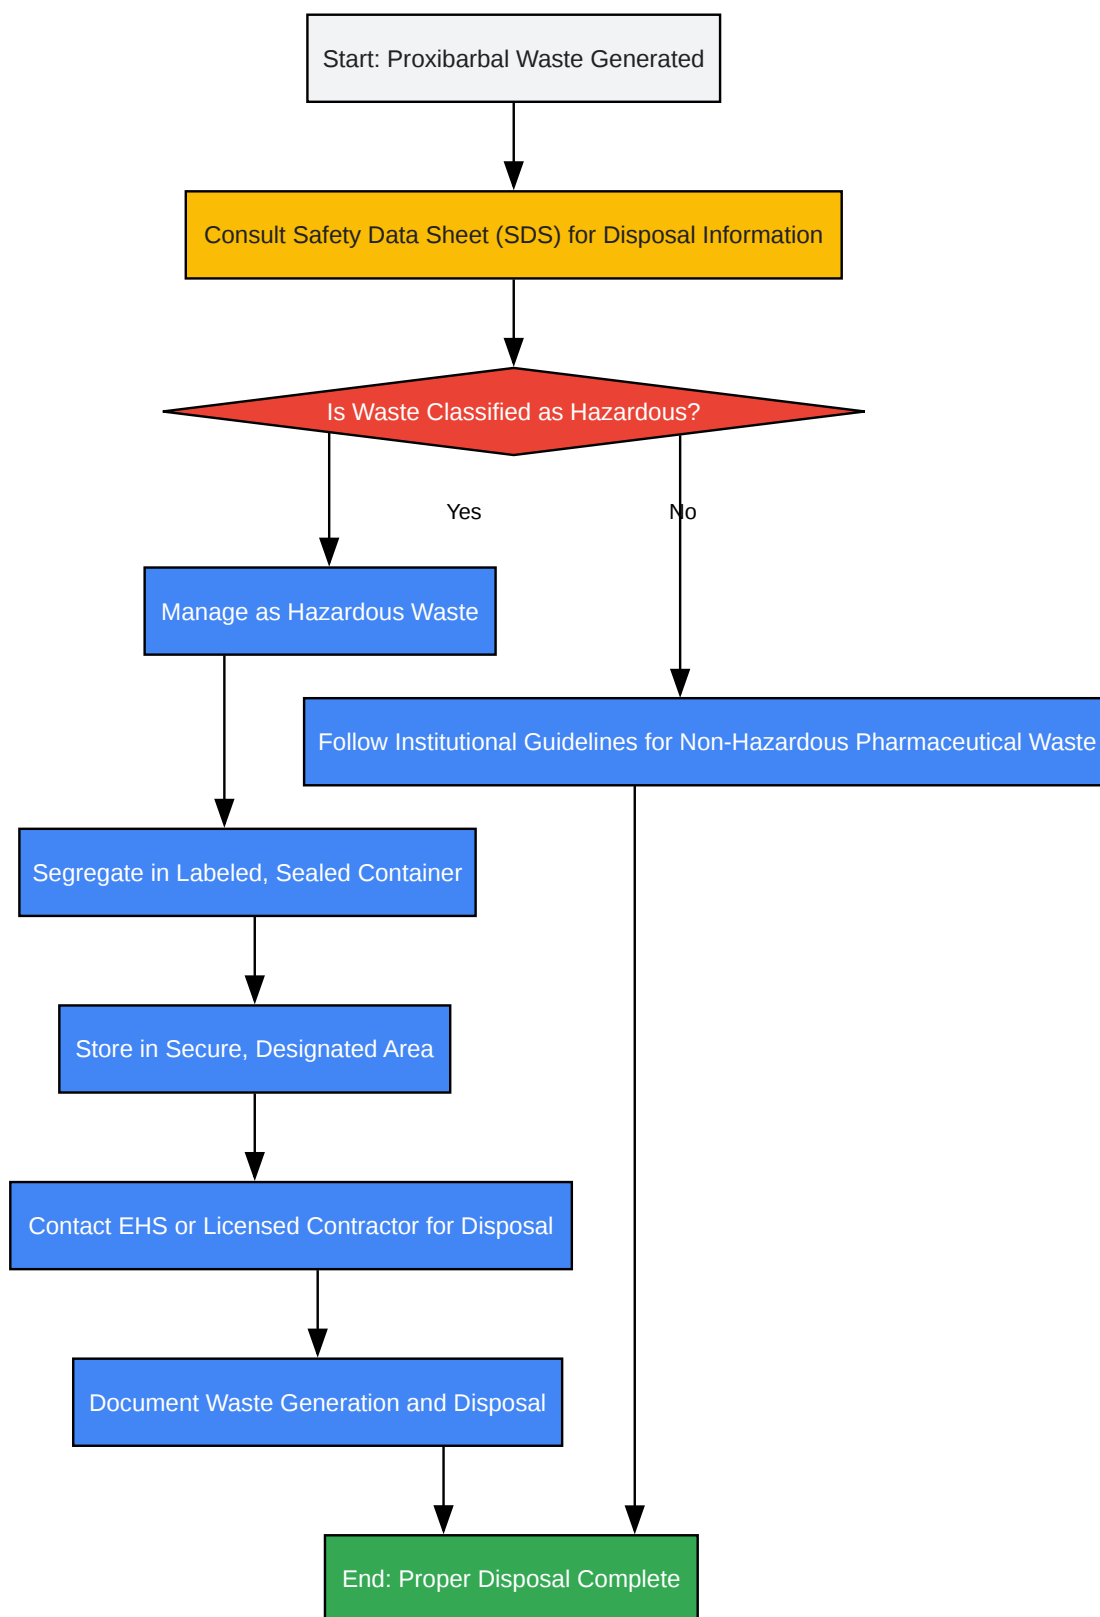 Start: Proxibarbal Waste Generated
Consult Safety Data Sheet (SDS) for Disposal Information
Is Waste Classified as Hazardous?
Yes
No
Manage as Hazardous Waste
Follow Institutional Guidelines for Non-Hazardous Pharmaceutical Waste
Segregate in Labeled, Sealed Container
Store in Secure, Designated Area
Contact EHS or Licensed Contractor for Disposal
Document Waste Generation and Disposal
End: Proper Disposal Complete